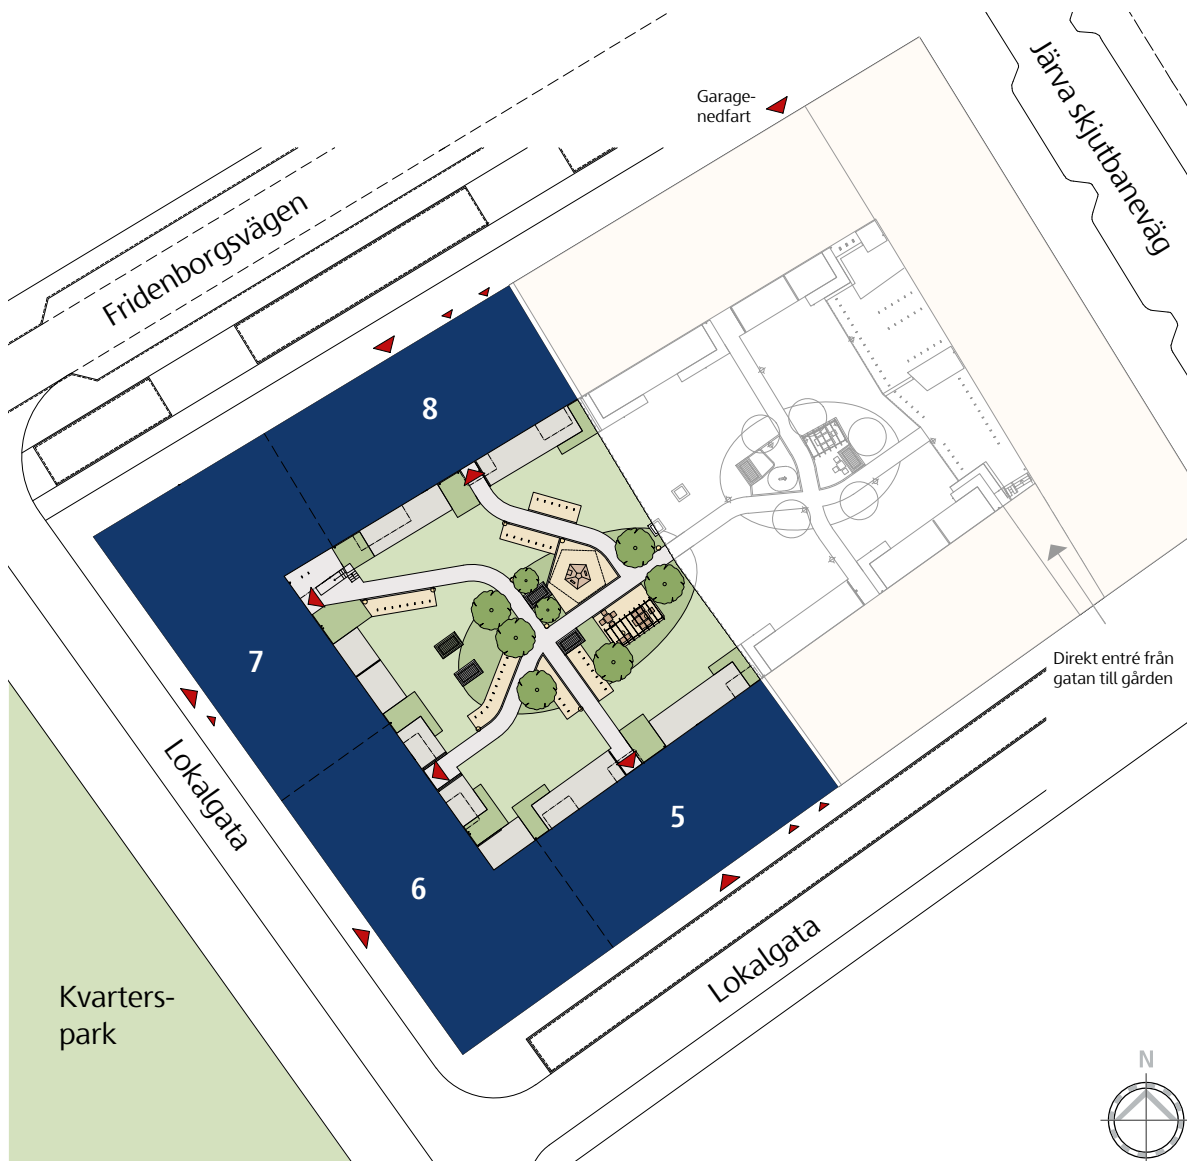 Garage-
nedfart
Järva skjutbaneväg
Fridenborgsvägen
8
7
Direkt entré från
gatan till gården
Lokalgata
5
6
Lokalgata
Kvarters-
park
N